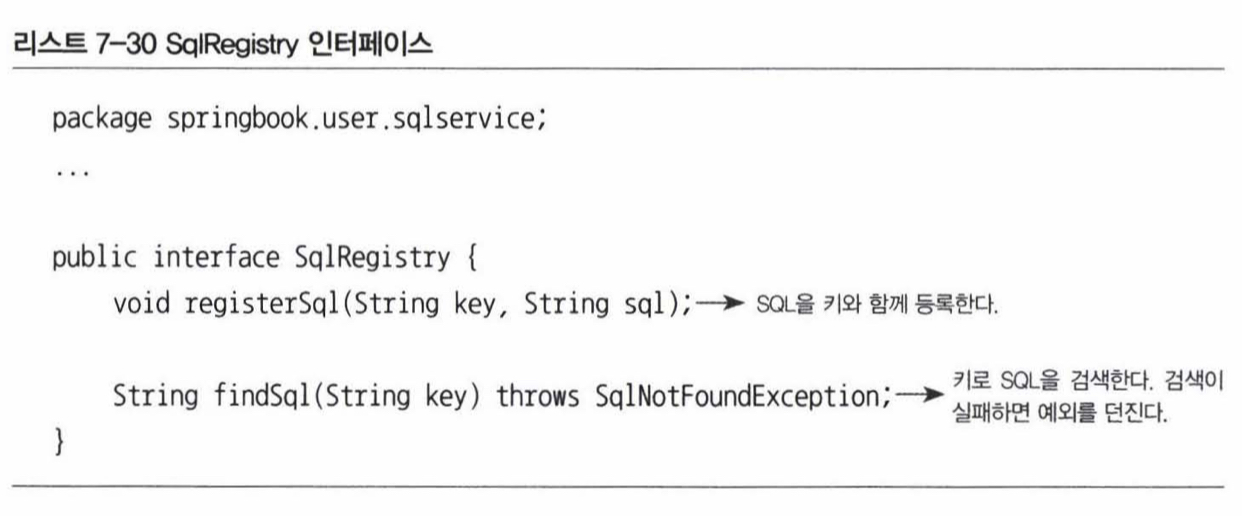 리스트 7-30 SqlRegistry 인터페이스
package springbook.user.sqlservice;
...
public interface SqlRegistry {
void registerSql(String key, String sql);→ SQL을 키와 함께 등록한다.
String findSql(String key) throws SqlNotFoundException;→ 키로 SQL을 검색한다. 검색이
실패하면 예외를 던진다.
}